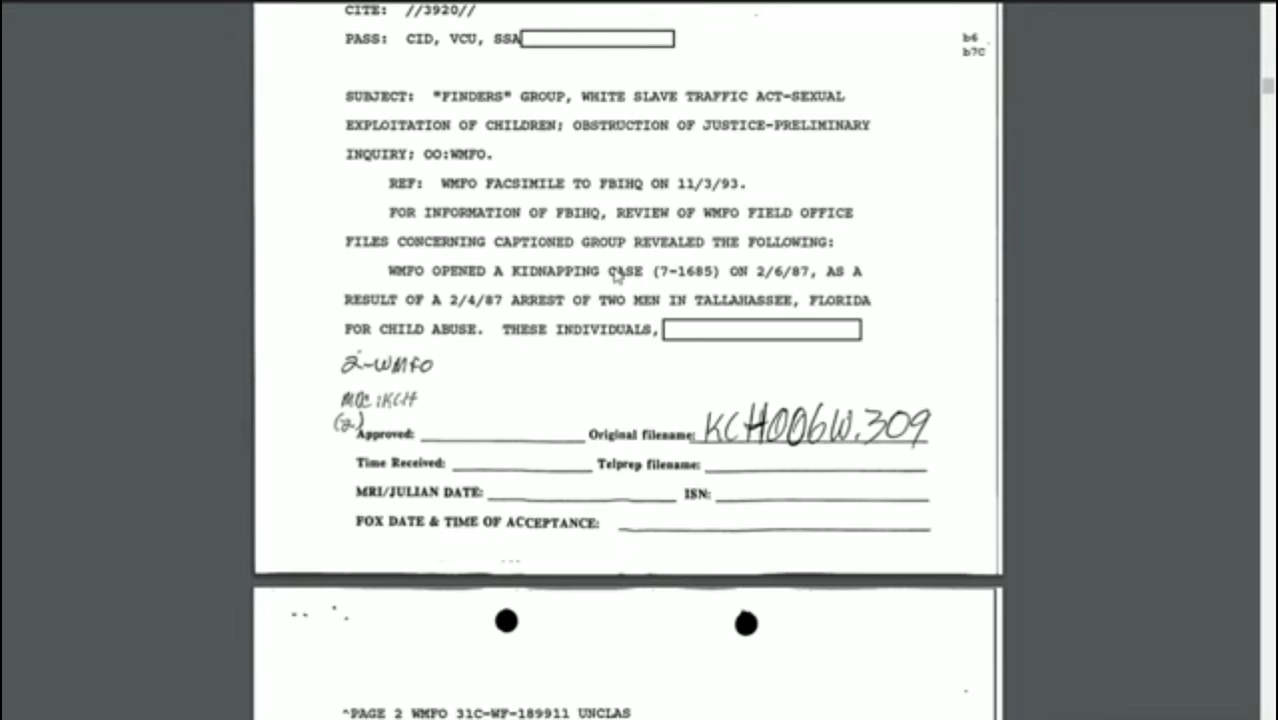 CITE: //3920//
PASS: CID, VCU, SSA
b6
b7C
SUBJECT: "FINDERS" GROUP, WHITE SLAVE TRAFFIC ACT-SEXUAL
EXPLOITATION OF CHILDREN; OBSTRUCTION OF JUSTICE-PRELIMINARY
INQUIRY; OO:WMFO.
REF: WMFO FACSIMILE TO FBIHQ ON 11/3/93.
FOR INFORMATION OF FBIHQ, REVIEW OF WMFO FIELD OFFICE
FILES CONCERNING CAPTIONED GROUP REVEALED THE FOLLOWING:
WMFO OPENED A KIDNAPPING CASE (7-1685) ON 2/6/87, AS A
RESULT OF A 2/4/87 ARREST OF TWO MEN IN TALLAHASSEE, FLORIDA
FOR CHILD ABUSE. THESE INDIVIDUALS,
2-WMFO
:KCH
(2)
Approved: Original filename: KCH006W.309
Time Received: Telprep filename:
MRI/JULIAN DATE: ISN:
FOX DATE & TIME OF ACCEPTANCE:
^PAGE 2 WMFO 31C-WF-189911 UNCLAS